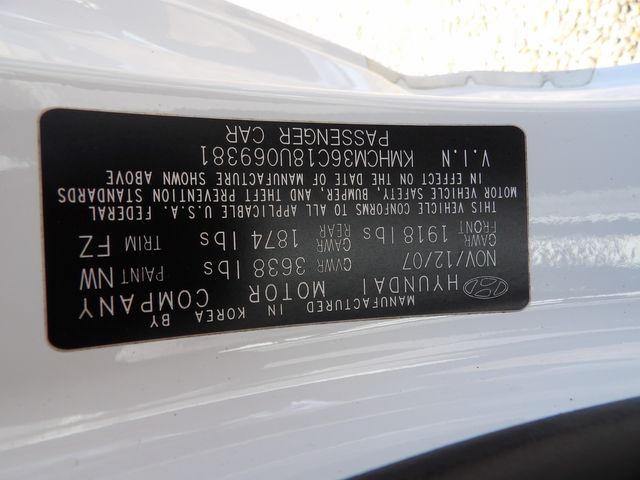 MANUFACTURED IN KOREA BY
HYUNDAI MOTOR COMPANY
NOV/12/07 GVWR 3638 lbs PAINT NW
GAWR FRONT 1918 lbs GAWR REAR 1874 lbs TRIM FZ
THIS VEHICLE CONFORMS TO ALL APPLICABLE U.S.A. FEDERAL
MOTOR VEHICLE SAFETY, BUMPER, AND THEFT PREVENTION STANDARDS
IN EFFECT ON THE DATE OF MANUFACTURE SHOWN ABOVE
V.I.N KMHCM36C18U069381
PASSENGER CAR